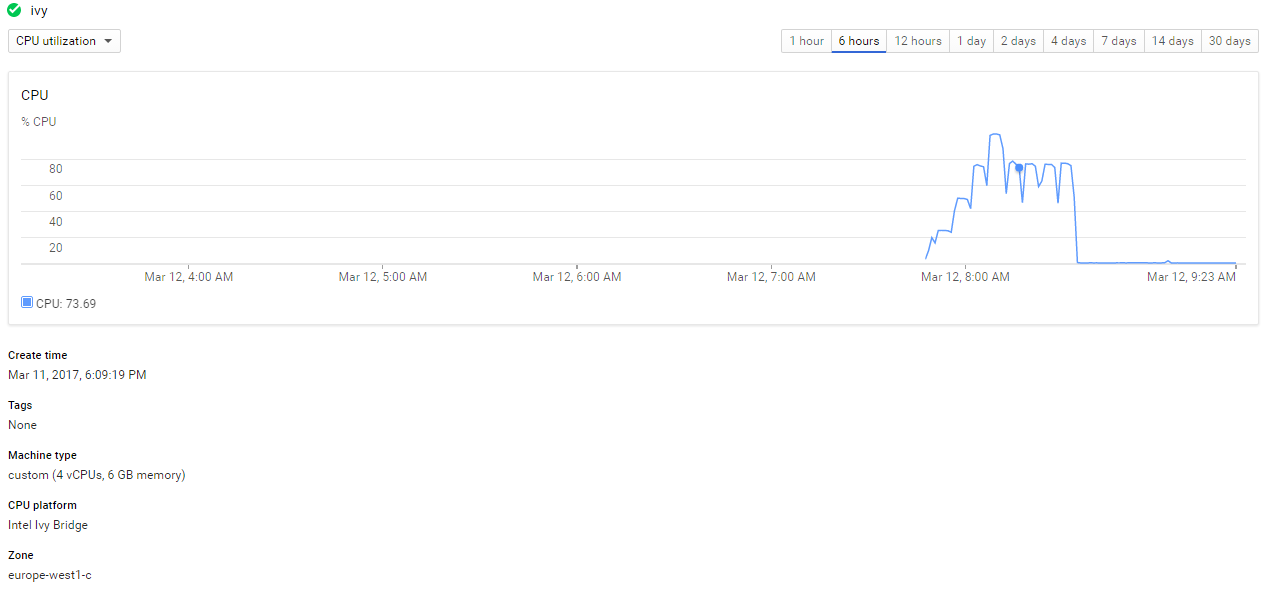 ivy
CPU utilization
1 hour 6 hours 12 hours 1 day 2 days 4 days 7 days 14 days 30 days
CPU
% CPU
80
60
40
20
Mar 12, 4:00 AM Mar 12, 5:00 AM Mar 12, 6:00 AM Mar 12, 7:00 AM Mar 12, 8:00 AM Mar 12, 9:23 AM
CPU: 73.69
Create time
Mar 11, 2017, 6:09:19 PM
Tags
None
Machine type
custom (4 vCPUs, 6 GB memory)
CPU platform
Intel Ivy Bridge
Zone
europe-west1-c